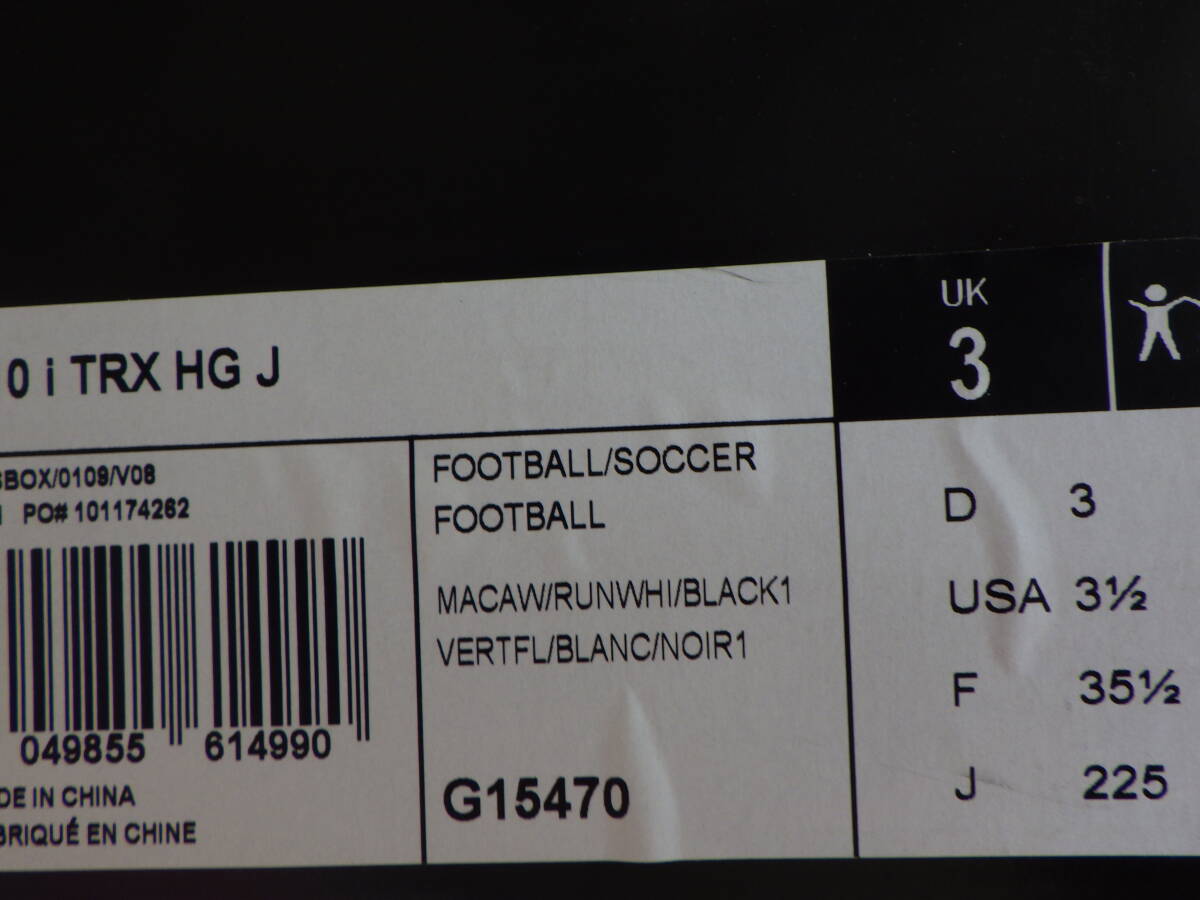 0 i TRX HG J
UK
3
SBOX/0109/V08
PO# 101174262
049855 614990
DE IN CHINA
BRIQUÉ EN CHINE
FOOTBALL/SOCCER
FOOTBALL
MACAW/RUNWHI/BLACK1
VERTFL/BLANC/NOIR1
G15470
D 3
USA 3½
F 35½
J 225